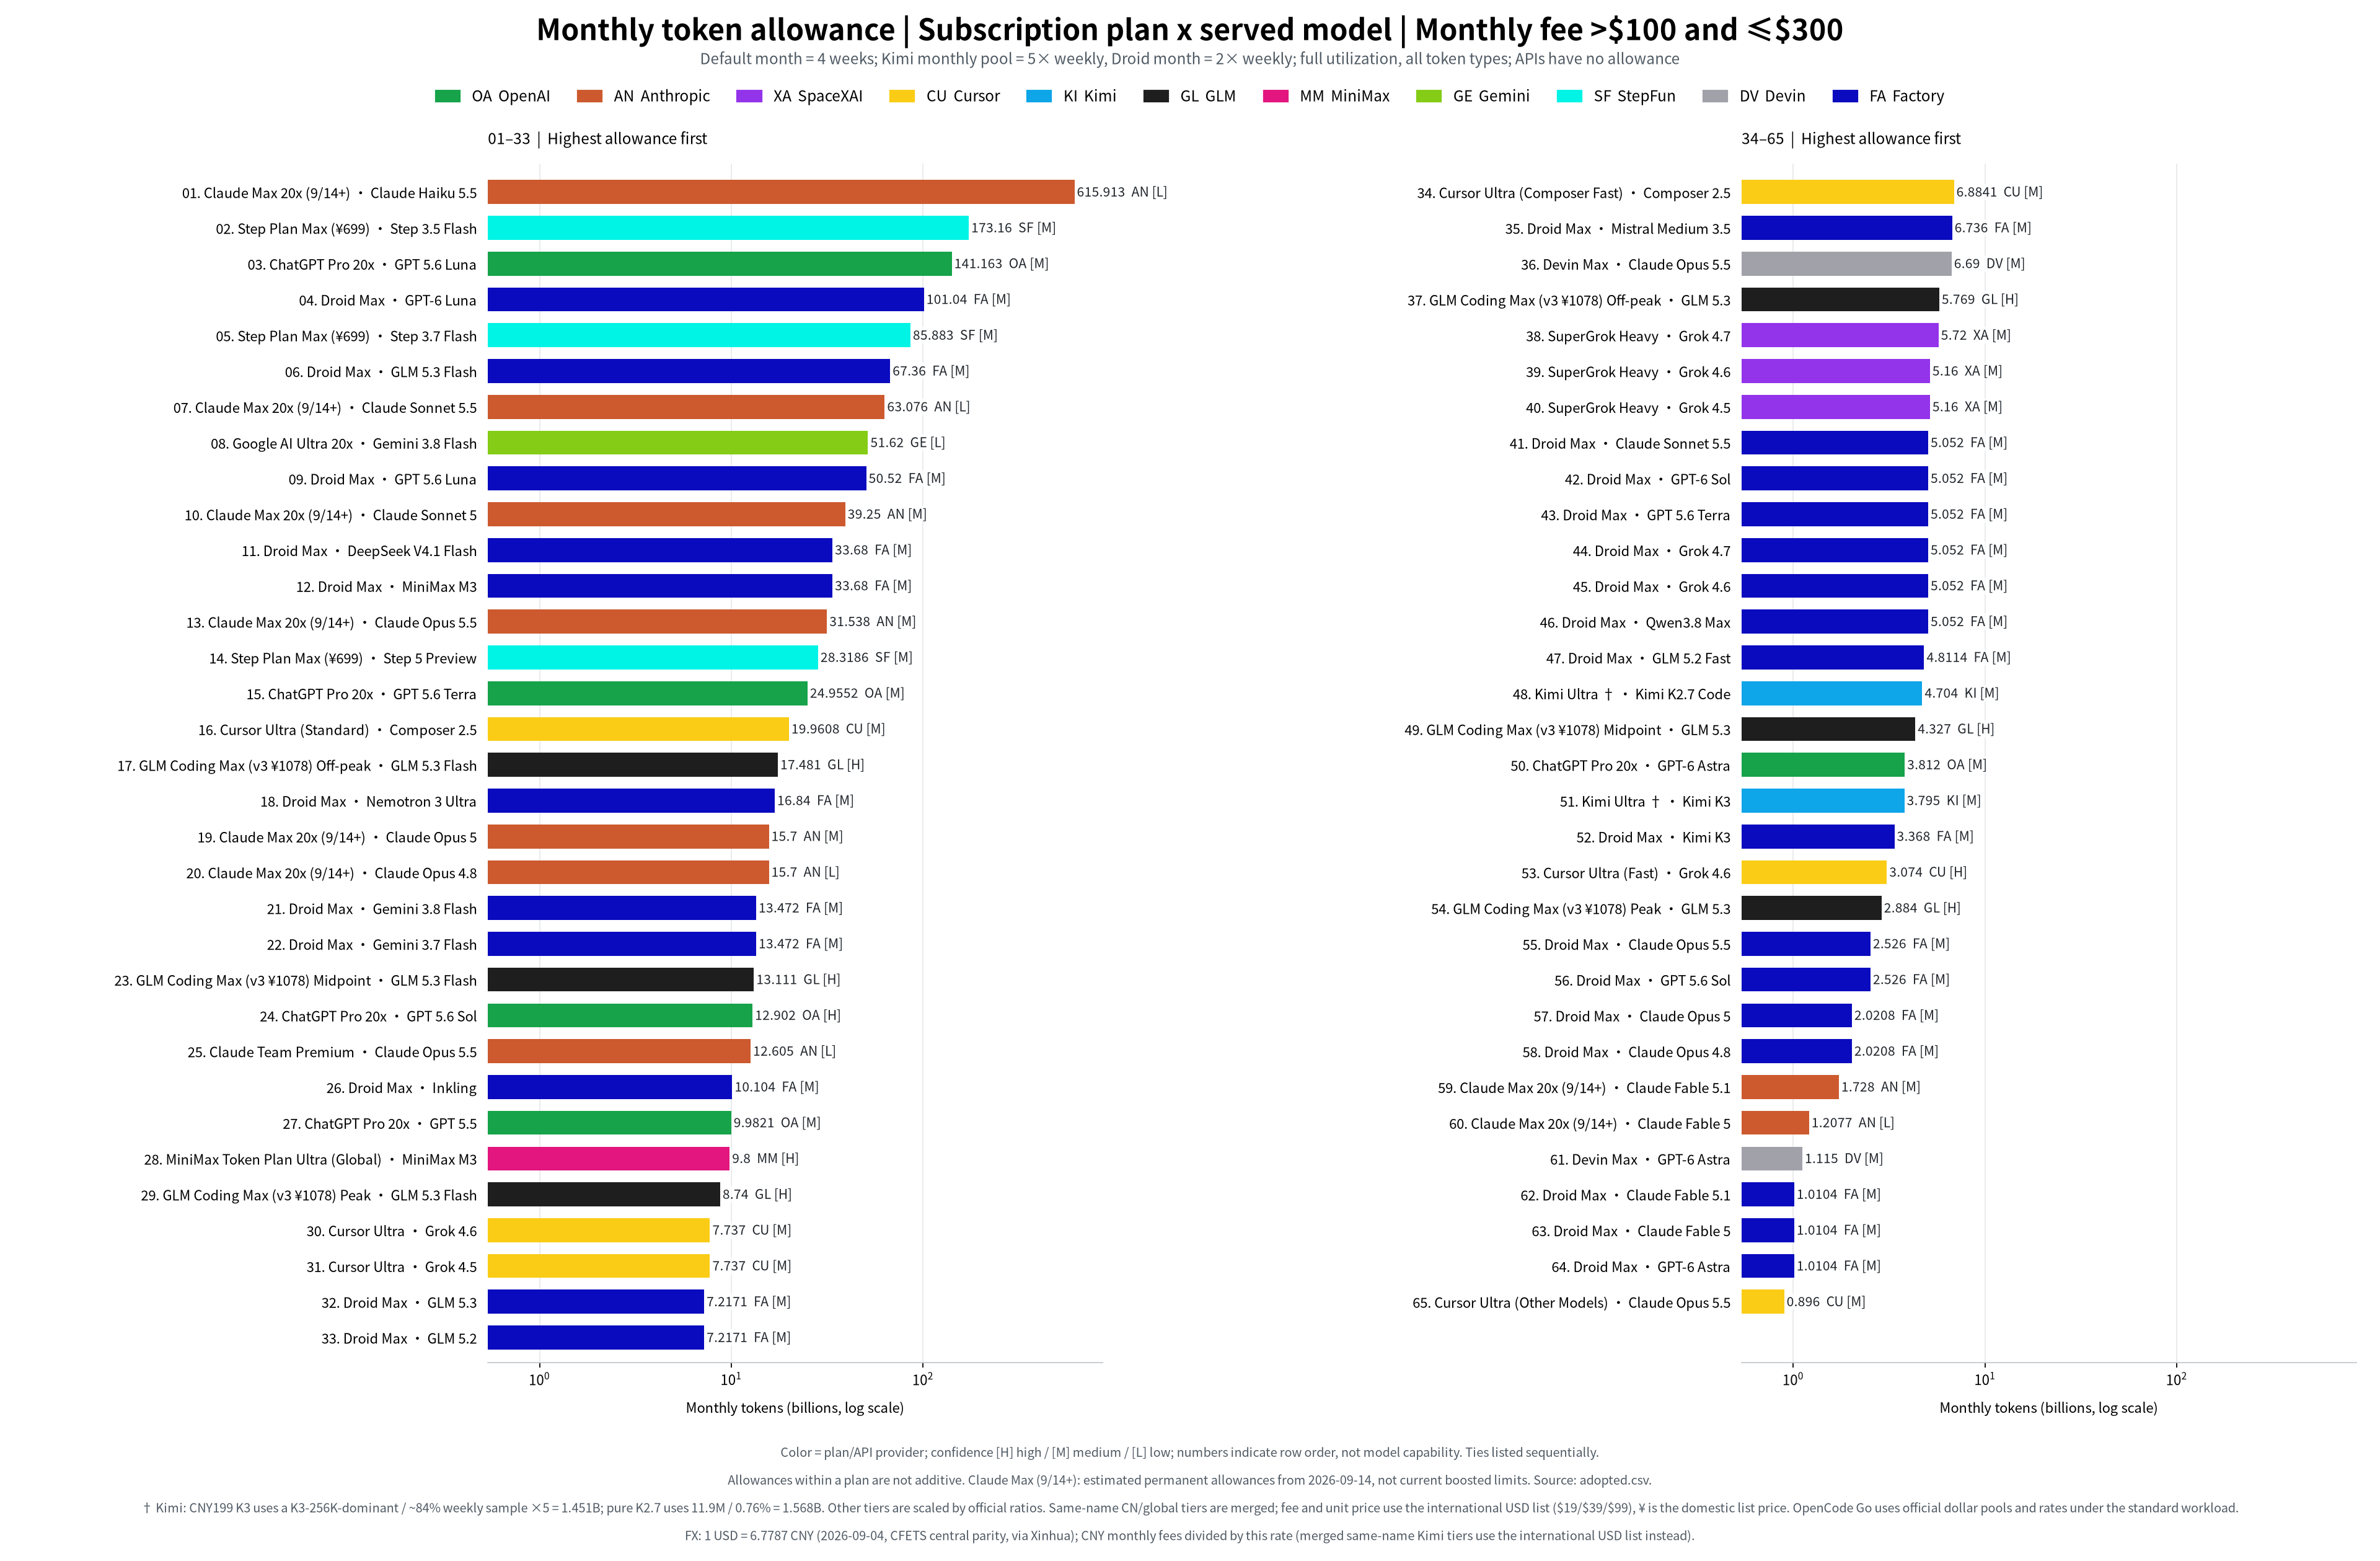 Monthly token allowance | Subscription plan x served model | Monthly fee >$100 and ⩽$300
Default month = 4 weeks; Kimi monthly pool = 5× weekly, Droid month = 2× weekly; full utilization, all token types; APIs have no allowance
OA OpenAI AN Anthropic XA SpaceXAI CU Cursor KI Kimi GL GLM MM MiniMax GE Gemini SF StepFun DV Devin FA Factory
01–33 | Highest allowance first
01. Claude Max 20x (9/14+) • Claude Haiku 5.5 615.913 AN [L]
02. Step Plan Max (¥699) • Step 3.5 Flash 173.16 SF [M]
03. ChatGPT Pro 20x • GPT 5.6 Luna 141.163 OA [M]
04. Droid Max • GPT-6 Luna 101.04 FA [M]
05. Step Plan Max (¥699) • Step 3.7 Flash 85.883 SF [M]
06. Droid Max • GLM 5.3 Flash 67.36 FA [M]
07. Claude Max 20x (9/14+) • Claude Sonnet 5.5 63.076 AN [L]
08. Google AI Ultra 20x • Gemini 3.8 Flash 51.62 GE [L]
09. Droid Max • GPT 5.6 Luna 50.52 FA [M]
10. Claude Max 20x (9/14+) • Claude Sonnet 5 39.25 AN [M]
11. Droid Max • DeepSeek V4.1 Flash 33.68 FA [M]
12. Droid Max • MiniMax M3 33.68 FA [M]
13. Claude Max 20x (9/14+) • Claude Opus 5.5 31.538 AN [M]
14. Step Plan Max (¥699) • Step 5 Preview 28.3186 SF [M]
15. ChatGPT Pro 20x • GPT 5.6 Terra 24.9552 OA [M]
16. Cursor Ultra (Standard) • Composer 2.5 19.9608 CU [M]
17. GLM Coding Max (v3 ¥1078) Off-peak • GLM 5.3 Flash 17.481 GL [H]
18. Droid Max • Nemotron 3 Ultra 16.84 FA [M]
19. Claude Max 20x (9/14+) • Claude Opus 5 15.7 AN [M]
20. Claude Max 20x (9/14+) • Claude Opus 4.8 15.7 AN [L]
21. Droid Max • Gemini 3.8 Flash 13.472 FA [M]
22. Droid Max • Gemini 3.7 Flash 13.472 FA [M]
23. GLM Coding Max (v3 ¥1078) Midpoint • GLM 5.3 Flash 13.111 GL [H]
24. ChatGPT Pro 20x • GPT 5.6 Sol 12.902 OA [H]
25. Claude Team Premium • Claude Opus 5.5 12.605 AN [L]
26. Droid Max • Inkling 10.104 FA [M]
27. ChatGPT Pro 20x • GPT 5.5 9.9821 OA [M]
28. MiniMax Token Plan Ultra (Global) • MiniMax M3 9.8 MM [H]
29. GLM Coding Max (v3 ¥1078) Peak • GLM 5.3 Flash 8.74 GL [H]
30. Cursor Ultra • Grok 4.6 7.737 CU [M]
31. Cursor Ultra • Grok 4.5 7.737 CU [M]
32. Droid Max • GLM 5.3 7.2171 FA [M]
33. Droid Max • GLM 5.2 7.2171 FA [M]
10⁰ 10¹ 10²
Monthly tokens (billions, log scale)
34–65 | Highest allowance first
34. Cursor Ultra (Composer Fast) • Composer 2.5 6.8841 CU [M]
35. Droid Max • Mistral Medium 3.5 6.736 FA [M]
36. Devin Max • Claude Opus 5.5 6.69 DV [M]
37. GLM Coding Max (v3 ¥1078) Off-peak • GLM 5.3 5.769 GL [H]
38. SuperGrok Heavy • Grok 4.7 5.72 XA [M]
39. SuperGrok Heavy • Grok 4.6 5.16 XA [M]
40. SuperGrok Heavy • Grok 4.5 5.16 XA [M]
41. Droid Max • Claude Sonnet 5.5 5.052 FA [M]
42. Droid Max • GPT-6 Sol 5.052 FA [M]
43. Droid Max • GPT 5.6 Terra 5.052 FA [M]
44. Droid Max • Grok 4.7 5.052 FA [M]
45. Droid Max • Grok 4.6 5.052 FA [M]
46. Droid Max • Qwen3.8 Max 5.052 FA [M]
47. Droid Max • GLM 5.2 Fast 4.8114 FA [M]
48. Kimi Ultra † • Kimi K2.7 Code 4.704 KI [M]
49. GLM Coding Max (v3 ¥1078) Midpoint • GLM 5.3 4.327 GL [H]
50. ChatGPT Pro 20x • GPT-6 Astra 3.812 OA [M]
51. Kimi Ultra † • Kimi K3 3.795 KI [M]
52. Droid Max • Kimi K3 3.368 FA [M]
53. Cursor Ultra (Fast) • Grok 4.6 3.074 CU [H]
54. GLM Coding Max (v3 ¥1078) Peak • GLM 5.3 2.884 GL [H]
55. Droid Max • Claude Opus 5.5 2.526 FA [M]
56. Droid Max • GPT 5.6 Sol 2.526 FA [M]
57. Droid Max • Claude Opus 5 2.0208 FA [M]
58. Droid Max • Claude Opus 4.8 2.0208 FA [M]
59. Claude Max 20x (9/14+) • Claude Fable 5.1 1.728 AN [M]
60. Claude Max 20x (9/14+) • Claude Fable 5 1.2077 AN [L]
61. Devin Max • GPT-6 Astra 1.115 DV [M]
62. Droid Max • Claude Fable 5.1 1.0104 FA [M]
63. Droid Max • Claude Fable 5 1.0104 FA [M]
64. Droid Max • GPT-6 Astra 1.0104 FA [M]
65. Cursor Ultra (Other Models) • Claude Opus 5.5 0.896 CU [M]
10⁰ 10¹ 10²
Monthly tokens (billions, log scale)
Color = plan/API provider; confidence [H] high / [M] medium / [L] low; numbers indicate row order, not model capability. Ties listed sequentially.
Allowances within a plan are not additive. Claude Max (9/14+): estimated permanent allowances from 2026-09-14, not current boosted limits. Source: adopted.csv.
† Kimi: CNY199 K3 uses a K3-256K-dominant / ~84% weekly sample ×5 = 1.451B; pure K2.7 uses 11.9M / 0.76% = 1.568B. Other tiers are scaled by official ratios. Same-name CN/global tiers are merged; fee and unit price use the international USD list ($19/$39/$99), ¥ is the domestic list price. OpenCode Go uses official dollar pools and rates under the standard workload.
FX: 1 USD = 6.7787 CNY (2026-09-04, CFETS central parity, via Xinhua); CNY monthly fees divided by this rate (merged same-name Kimi tiers use the international USD list instead).